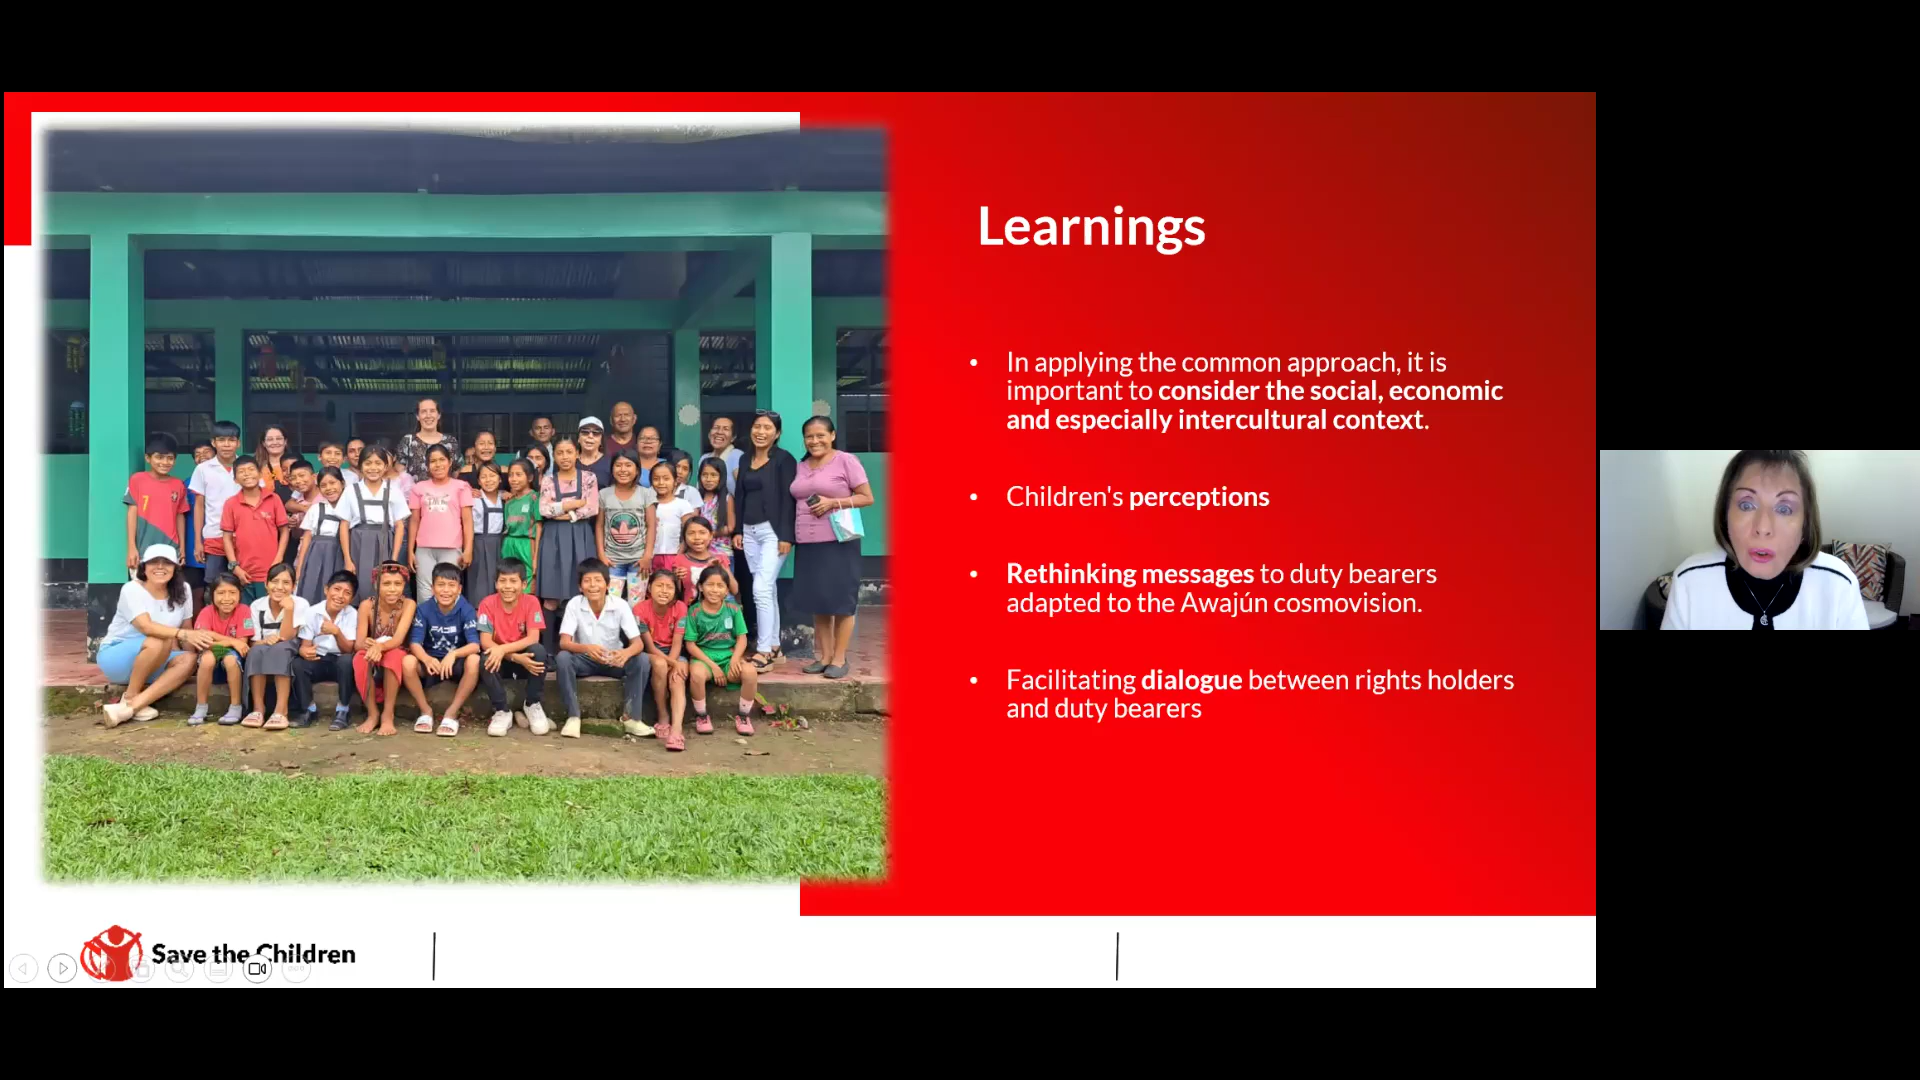 Learnings
• In applying the common approach, it is
important to consider the social, economic
and especially intercultural context.
• Children's perceptions
• Rethinking messages to duty bearers
adapted to the Awajún cosmovision.
• Facilitating dialogue between rights holders
and duty bearers
Save the Children
7